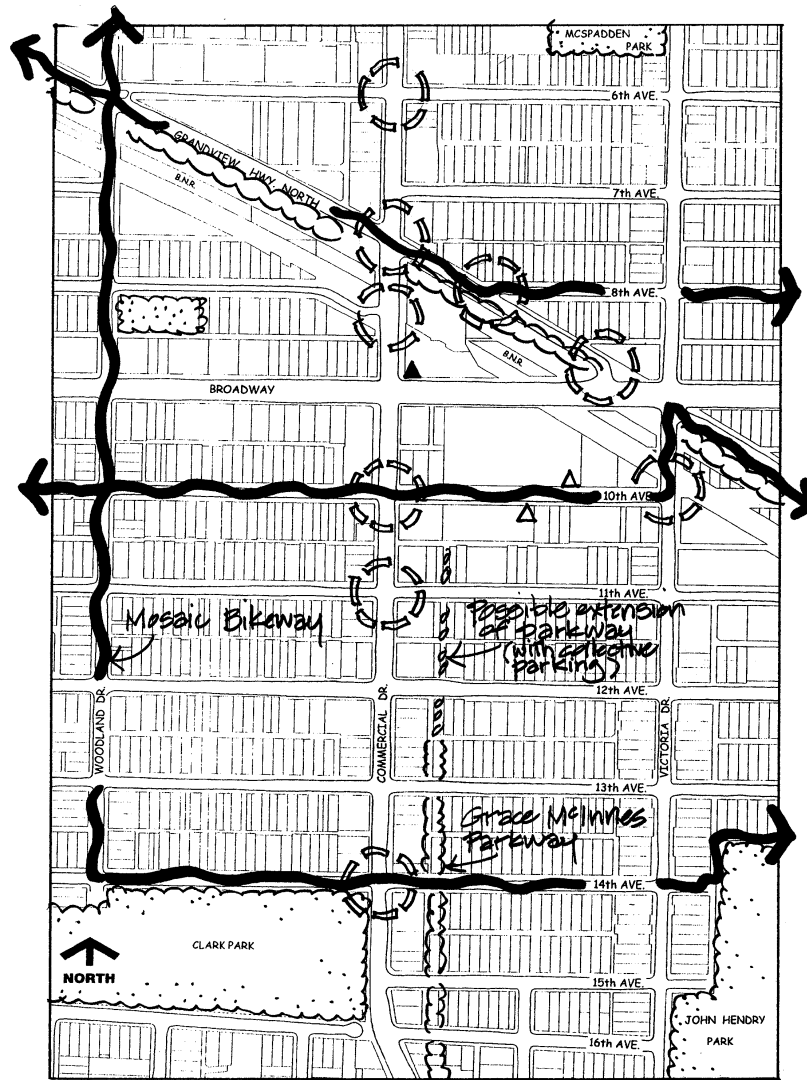 MCSPADDEN
PARK
6th AVE.
GRANDVIEW HWY. NORTH
B.N.R.
7th AVE.
8th AVE.
B.N.R.
BROADWAY
10th AVE
11th AVE.
Mosaic Bikeway
Possible extension
of parkway
(with collective
parking)
12th AVE.
WOODLAND DR.
COMMERCIAL DR.
VICTORIA DR.
13th AVE.
Grace McInnes
Parkway
14th AVE.
CLARK PARK
NORTH
15th AVE.
JOHN HENDRY
PARK
16th AVE.